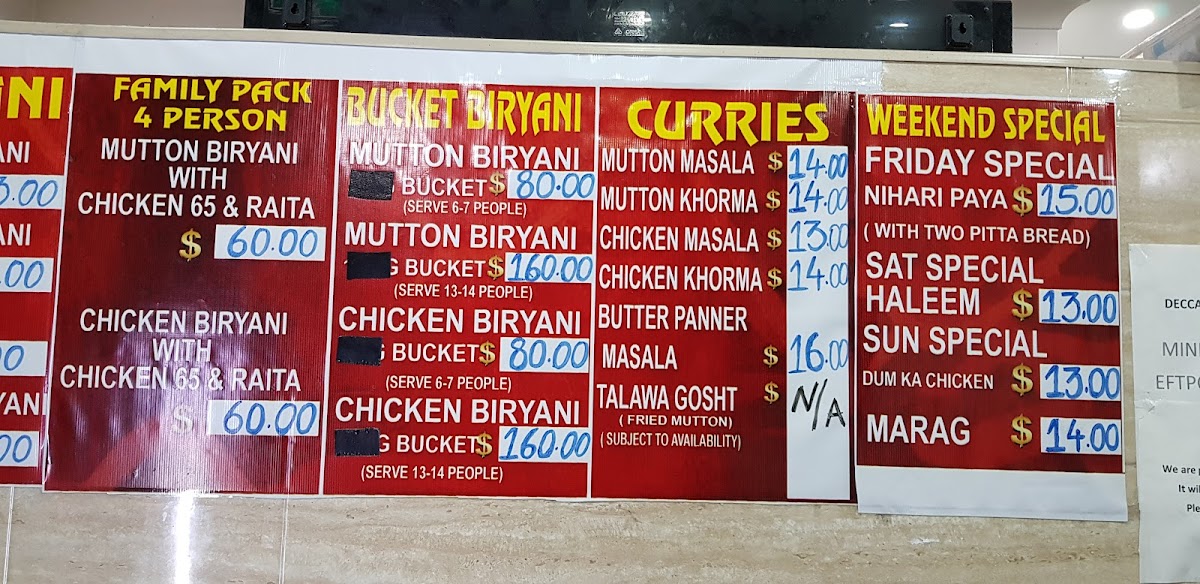 NI
ANI
3.00
ANI
.00
00
YANI
00
FAMILY PACK
4 PERSON
MUTTON BIRYANI
WITH
CHICKEN 65 & RAITA
$ 60.00
CHICKEN BIRYANI
WITH
CHICKEN 65 & RAITA
$ 60.00
BUCKET BIRYANI
MUTTON BIRYANI
BUCKET $ 80.00
(SERVE 6-7 PEOPLE)
MUTTON BIRYANI
G BUCKET $ 160.00
(SERVE 13-14 PEOPLE)
CHICKEN BIRYANI
G BUCKET $ 80.00
(SERVE 6-7 PEOPLE)
CHICKEN BIRYANI
G BUCKET $ 160.00
(SERVE 13-14 PEOPLE)
CURRIES
MUTTON MASALA $ 14.00
MUTTON KHORMA $ 14.00
CHICKEN MASALA $ 13.00
CHICKEN KHORMA $ 14.00
BUTTER PANNER
MASALA $ 16.00
TALAWA GOSHT $ N/A
( FRIED MUTTON)
( SUBJECT TO AVAILABILITY)
WEEKEND SPECIAL
FRIDAY SPECIAL
NIHARI PAYA $ 15.00
( WITH TWO PITTA BREAD)
SAT SPECIAL
HALEEM $ 13.00
SUN SPECIAL
DUM KA CHICKEN $ 13.00
MARAG $ 14.00
DECCA
MINI
EFTPO
We are p
It wil
Ple